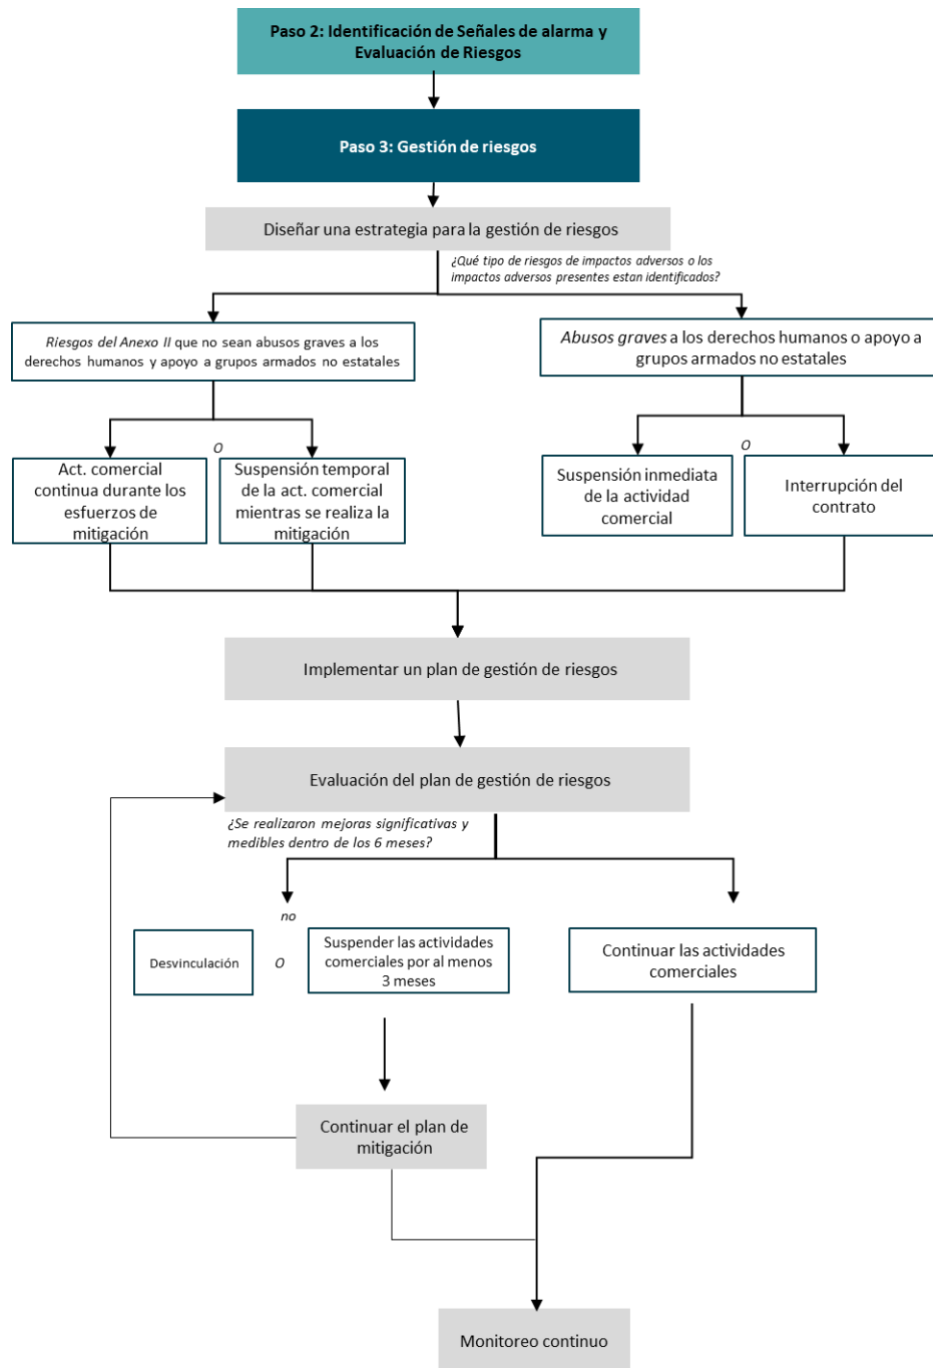 Paso 2: Identificación de Señales de alarma y
Evaluación de Riesgos
Paso 3: Gestión de riesgos
Diseñar una estrategia para la gestión de riesgos
¿Qué tipo de riesgos de impactos adversos o los
impactos adversos presentes estan identificados?
Riesgos del Anexo II que no sean abusos graves a los
derechos humanos y apoyo a grupos armados no estatales
Abusos graves a los derechos humanos o apoyo a
grupos armados no estatales
O
Act. comercial
continua durante los
esfuerzos de
mitigación
Suspensión temporal
de la act. comercial
mientras se realiza la
mitigación
O
Suspensión inmediata
de la actividad
comercial
Interrupción del
contrato
Implementar un plan de gestión de riesgos
Evaluación del plan de gestión de riesgos
¿Se realizaron mejoras significativas y
medibles dentro de los 6 meses?
no
Desvinculación
O
Suspender las actividades
comerciales por al menos
3 meses
Continuar las actividades
comerciales
Continuar el plan de
mitigación
Monitoreo continuo